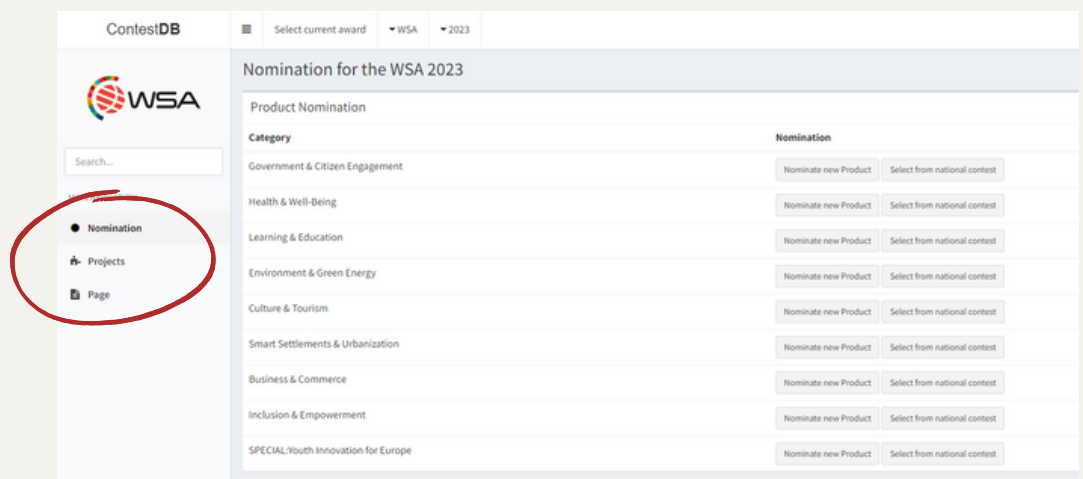 ContestDB
Select current award WSA 2023
WSA
Nomination for the WSA 2023
Search...
Product Nomination
Category Nomination
Government & Citizen Engagement Nominate new Product Select from national contest
Health & Well-Being Nominate new Product Select from national contest
Learning & Education Nominate new Product Select from national contest
Environment & Green Energy Nominate new Product Select from national contest
Culture & Tourism Nominate new Product Select from national contest
Smart Settlements & Urbanization Nominate new Product Select from national contest
Business & Commerce Nominate new Product Select from national contest
Inclusion & Empowerment Nominate new Product Select from national contest
SPECIAL:Youth Innovation for Europe Nominate new Product Select from national contest
Nomination
Projects
Page